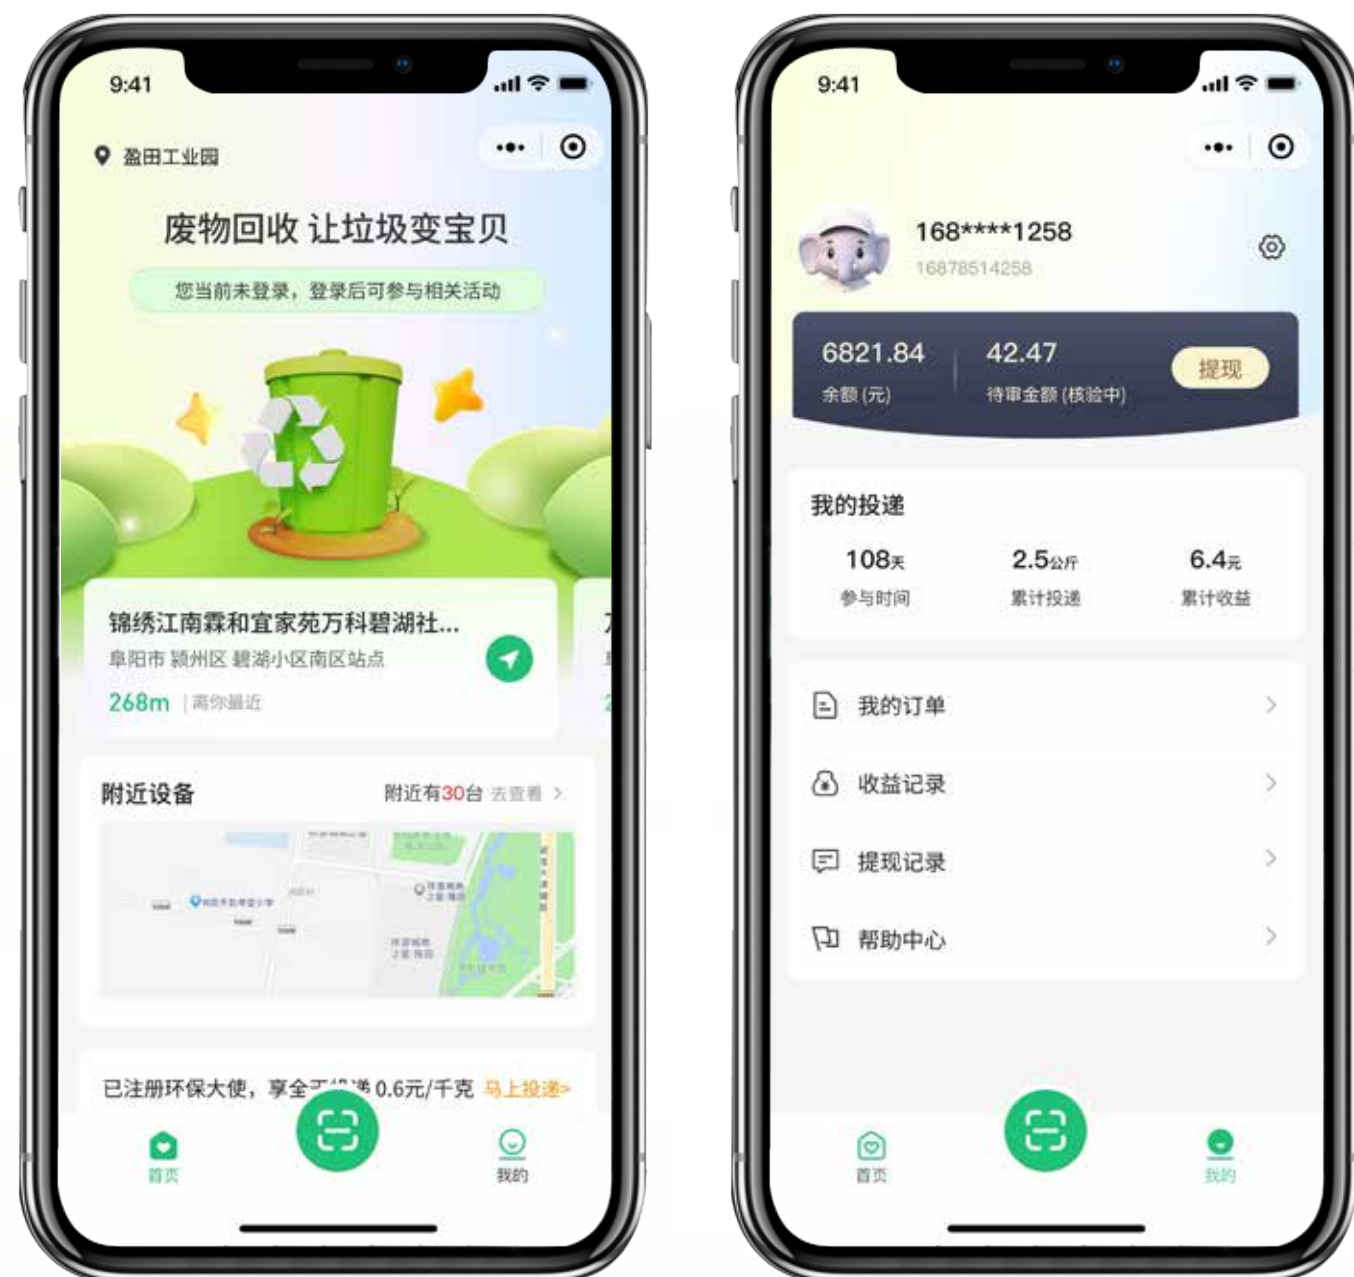 9:41
盈田工业园
废物回收 让垃圾变宝贝
您当前未登录，登录后可参与相关活动
锦绣江南霖和宜家苑万科碧湖社...
阜阳市 颍州区 碧湖小区南区站点
268m | 离你最近
附近设备
附近有30台 去查看 >
已注册环保大使，享全 0.6元/千克 马上投递>
首页
我的
9:41
168****1258
16878514258
6821.84
余额 (元)
42.47
待审金额 (核验中)
提现
我的投递
108天
参与时间
2.5公斤
累计投递
6.4元
累计收益
我的订单
收益记录
提现记录
帮助中心
首页
我的